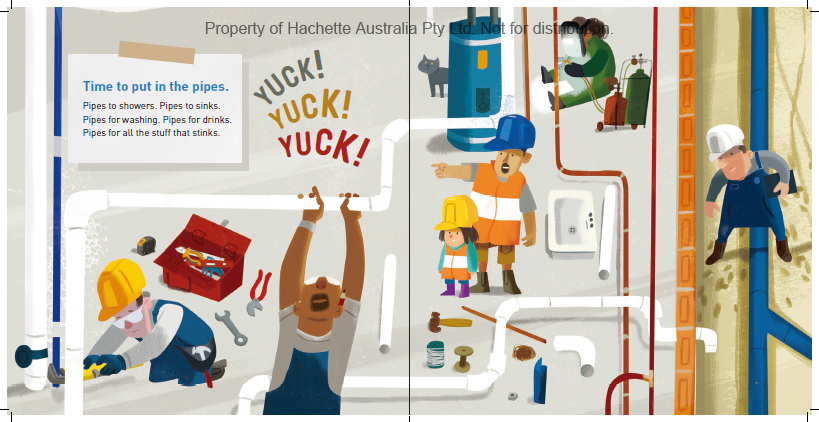 Property of Hachette Australia Pty Ltd. Not for distribution.
Time to put in the pipes.
Pipes to showers. Pipes to sinks.
Pipes for washing. Pipes for drinks.
Pipes for all the stuff that stinks.
YUCK!
YUCK!
YUCK!